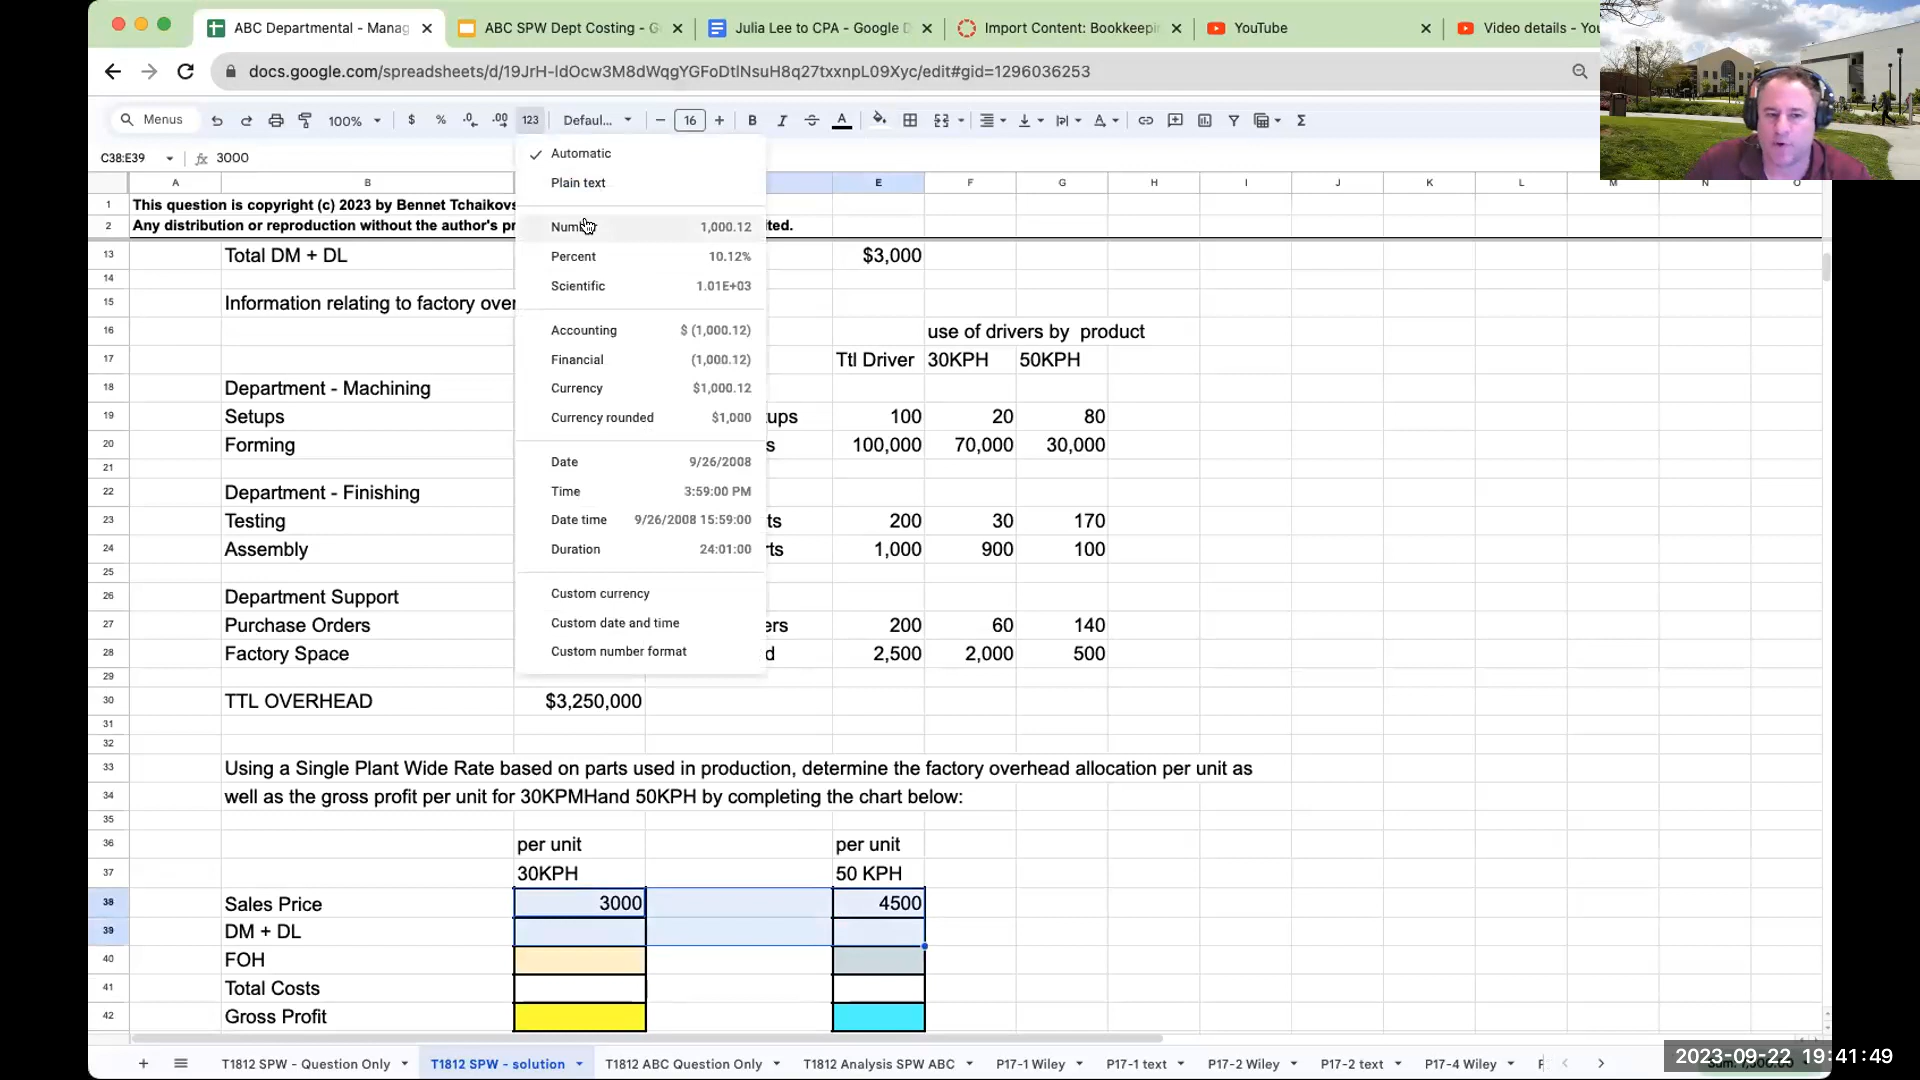 ABC Departmental - Manag
ABC SPW Dept Costing - G
Julia Lee to CPA - Google D
Import Content: Bookkeepin
YouTube
Video details - You
docs.google.com/spreadsheets/d/19JrH-IdOcw3M8dWqgYGFoDtlNsuH8q27txxnpL09Xyc/edit#gid=1296036253
Menus
100%
$
%
.0
.00
123
Defaul...
16
B
I
S
A
Σ
C38:E39
fx
3000
A
B
E
F
G
H
I
J
K
L
M
N
O
1
This question is copyright (c) 2023 by Bennet Tchaikovs
2
Any distribution or reproduction without the author's pr
ited.
Automatic
Plain text
Number 1,000.12
Percent 10.12%
Scientific 1.01E+03
Accounting $ (1,000.12)
Financial (1,000.12)
Currency $1,000.12
Currency rounded $1,000
Date 9/26/2008
Time 3:59:00 PM
Date time 9/26/2008 15:59:00
Duration 24:01:00
Custom currency
Custom date and time
Custom number format
13 Total DM + DL $3,000
14
15 Information relating to factory over
16 use of drivers by product
17 Ttl Driver 30KPH 50KPH
18 Department - Machining
19 Setups ups 100 20 80
20 Forming s 100,000 70,000 30,000
21
22 Department - Finishing
23 Testing ts 200 30 170
24 Assembly rts 1,000 900 100
25
26 Department Support
27 Purchase Orders ers 200 60 140
28 Factory Space d 2,500 2,000 500
29
30 TTL OVERHEAD $3,250,000
31
32
33 Using a Single Plant Wide Rate based on parts used in production, determine the factory overhead allocation per unit as
34 well as the gross profit per unit for 30KPMHand 50KPH by completing the chart below:
35
36 per unit per unit
37 30KPH 50 KPH
38 Sales Price 3000 4500
39 DM + DL
40 FOH
41 Total Costs
42 Gross Profit
T1812 SPW - Question Only
T1812 SPW - solution
T1812 ABC Question Only
T1812 Analysis SPW ABC
P17-1 Wiley
P17-1 text
P17-2 Wiley
P17-2 text
P17-4 Wiley
2023-09-22 19:41:49